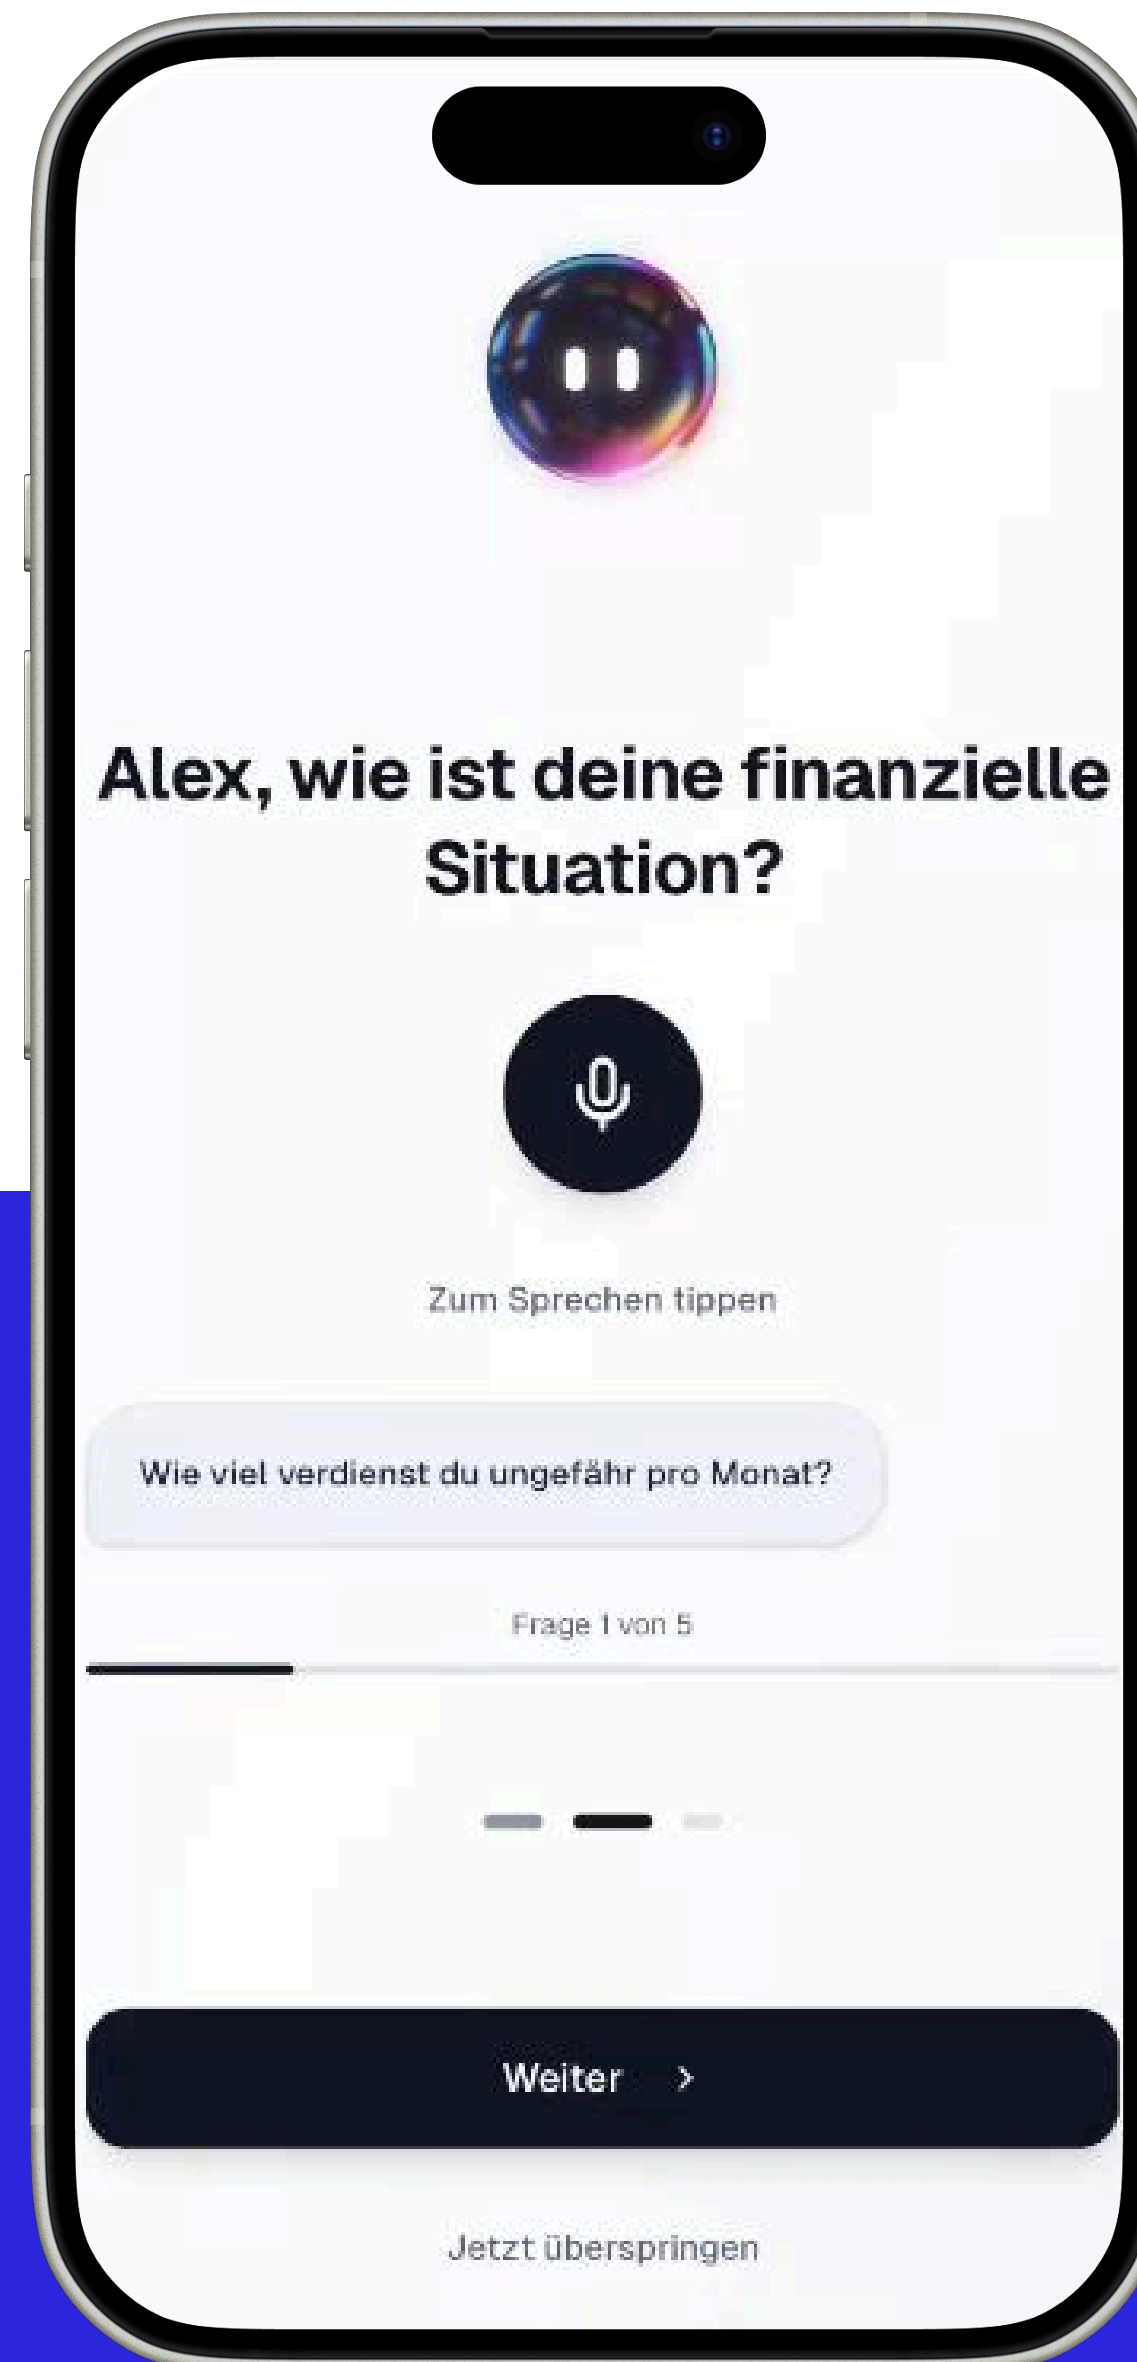 Alex, wie ist deine finanzielle
Situation?
Zum Sprechen tippen
Wie viel verdienst du ungefähr pro Monat?
Frage 1 von 5
Weiter
Jetzt überspringen